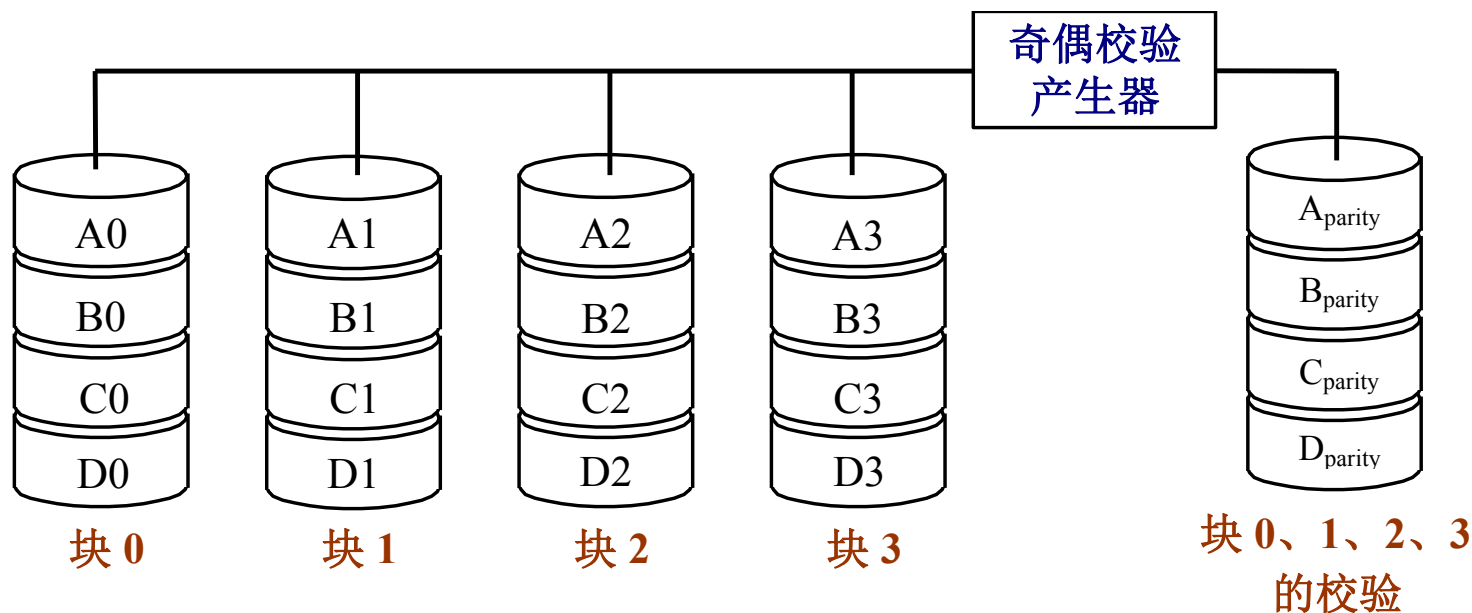 奇偶校验
产生器
A0 A1 A2 A3 Aparity
B0 B1 B2 B3 Bparity
C0 C1 C2 C3 Cparity
D0 D1 D2 D3 Dparity
块 0 块 1 块 2 块 3 块 0、1、2、3
的校验